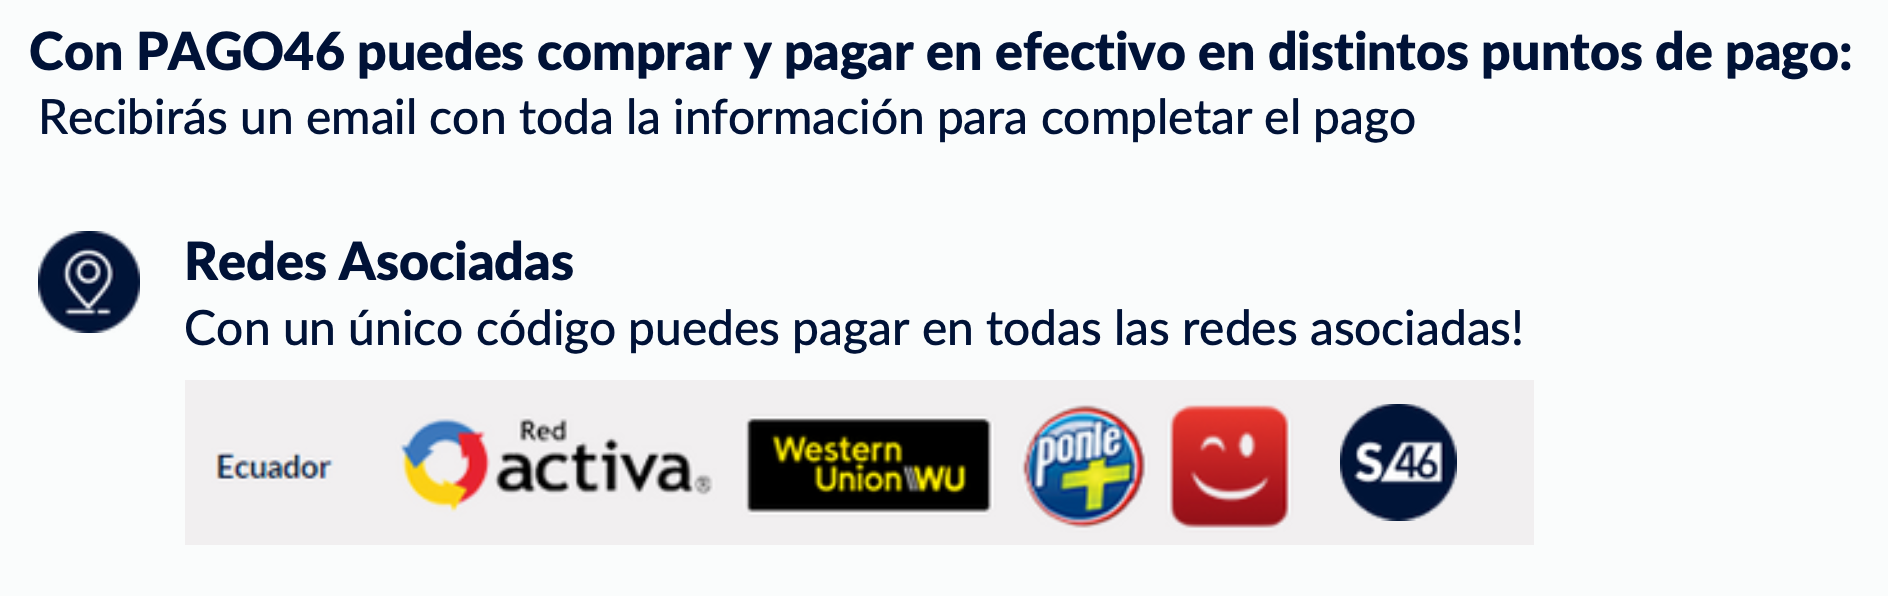 Con PAGO46 puedes comprar y pagar en efectivo en distintos puntos de pago:
Recibirás un email con toda la información para completar el pago
Redes Asociadas
Con un único código puedes pagar en todas las redes asociadas!
Ecuador
Red
activa®
Western
Union WU
ponle
S/46